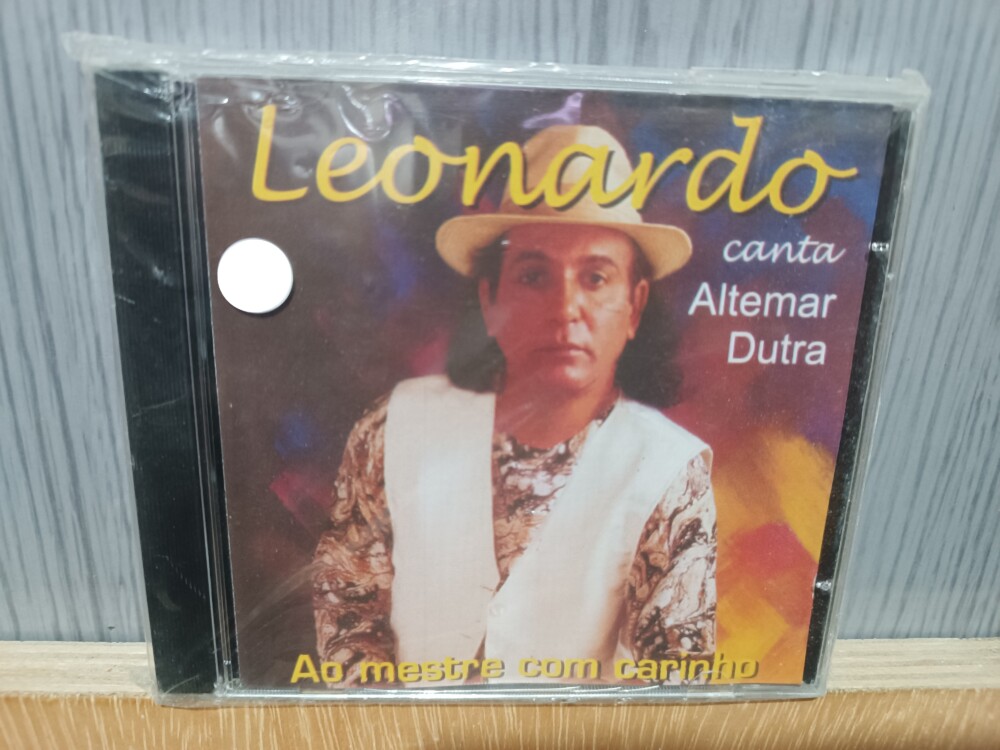 Leonardo
canta
Altemar
Dutra
Ao mestre com carinho